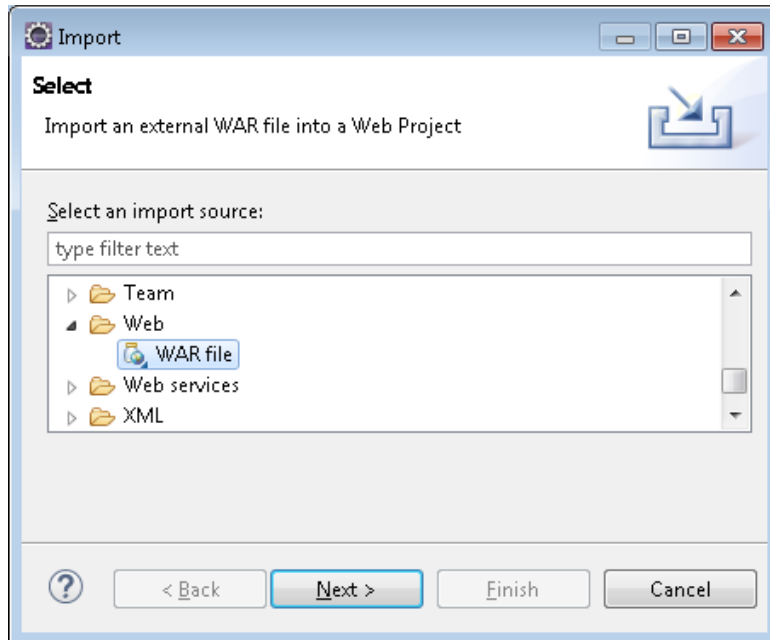 Import
Select
Import an external WAR file into a Web Project
Select an import source:
type filter text
Team
Web
WAR file
Web services
XML
?
< Back
Next >
Finish
Cancel